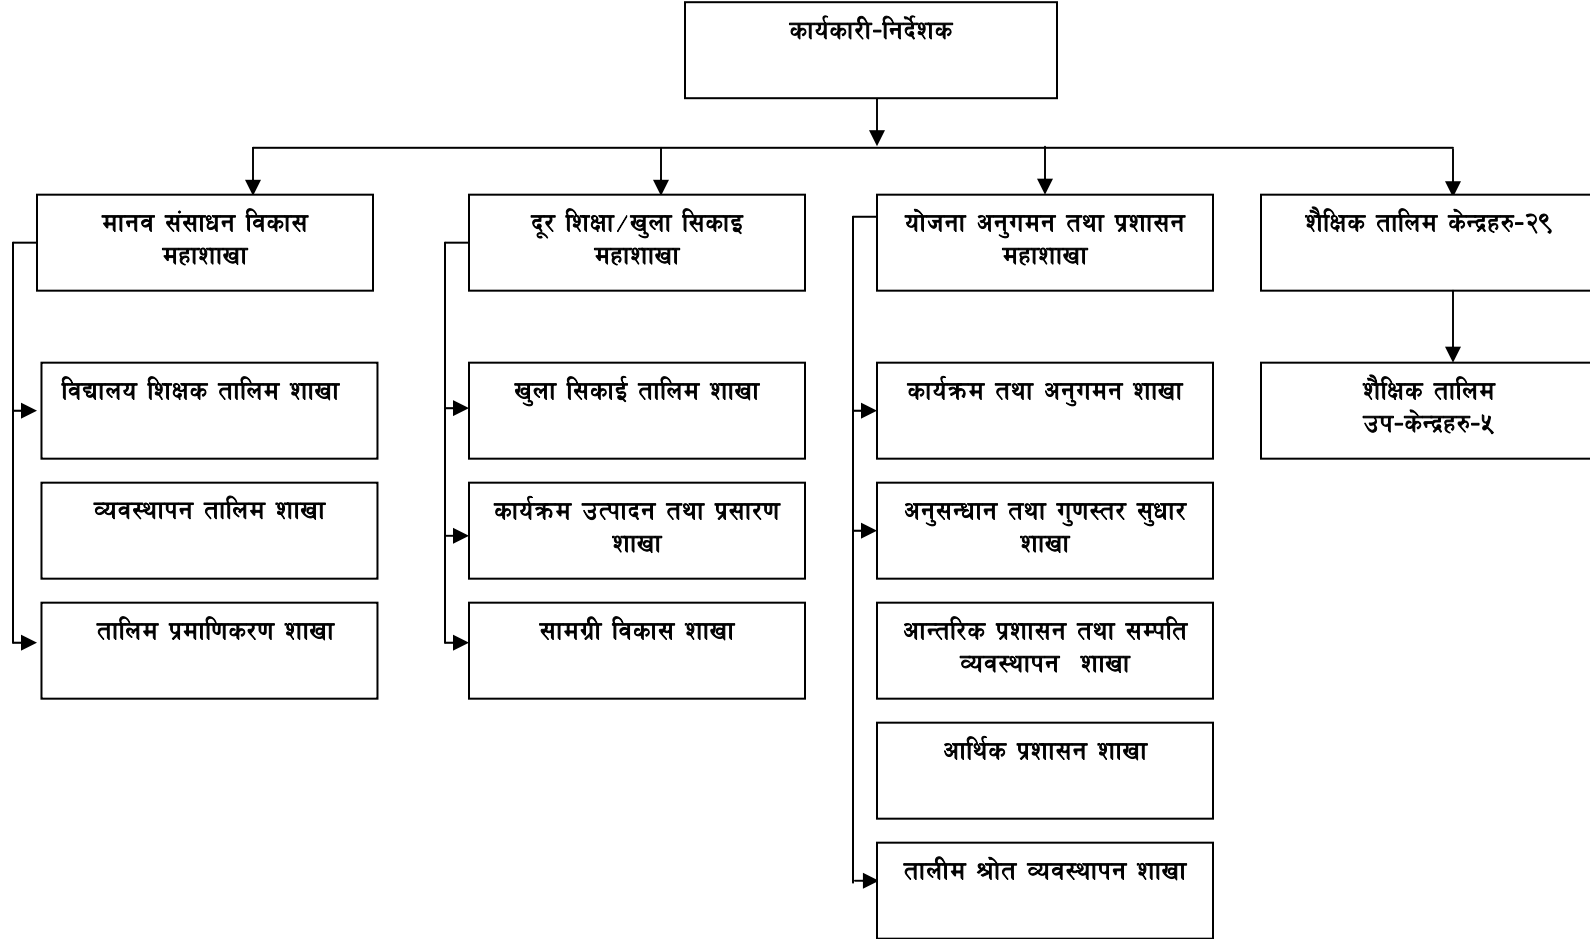 कार्यकारी-निर्देशक
मानव संसाधन विकास
महाशाखा
दूर शिक्षा/खुला सिकाइ
महाशाखा
योजना अनुगमन तथा प्रशासन
महाशाखा
शैक्षिक तालिम केन्द्रहरु-२९
विद्यालय शिक्षक तालिम शाखा
खुला सिकाई तालिम शाखा
कार्यक्रम तथा अनुगमन शाखा
शैक्षिक तालिम
उप-केन्द्रहरु-५
व्यवस्थापन तालिम शाखा
कार्यक्रम उत्पादन तथा प्रसारण
शाखा
अनुसन्धान तथा गुणस्तर सुधार
शाखा
तालिम प्रमाणिकरण शाखा
सामग्री विकास शाखा
आन्तरिक प्रशासन तथा सम्पति
व्यवस्थापन शाखा
आर्थिक प्रशासन शाखा
तालीम श्रोत व्यवस्थापन शाखा